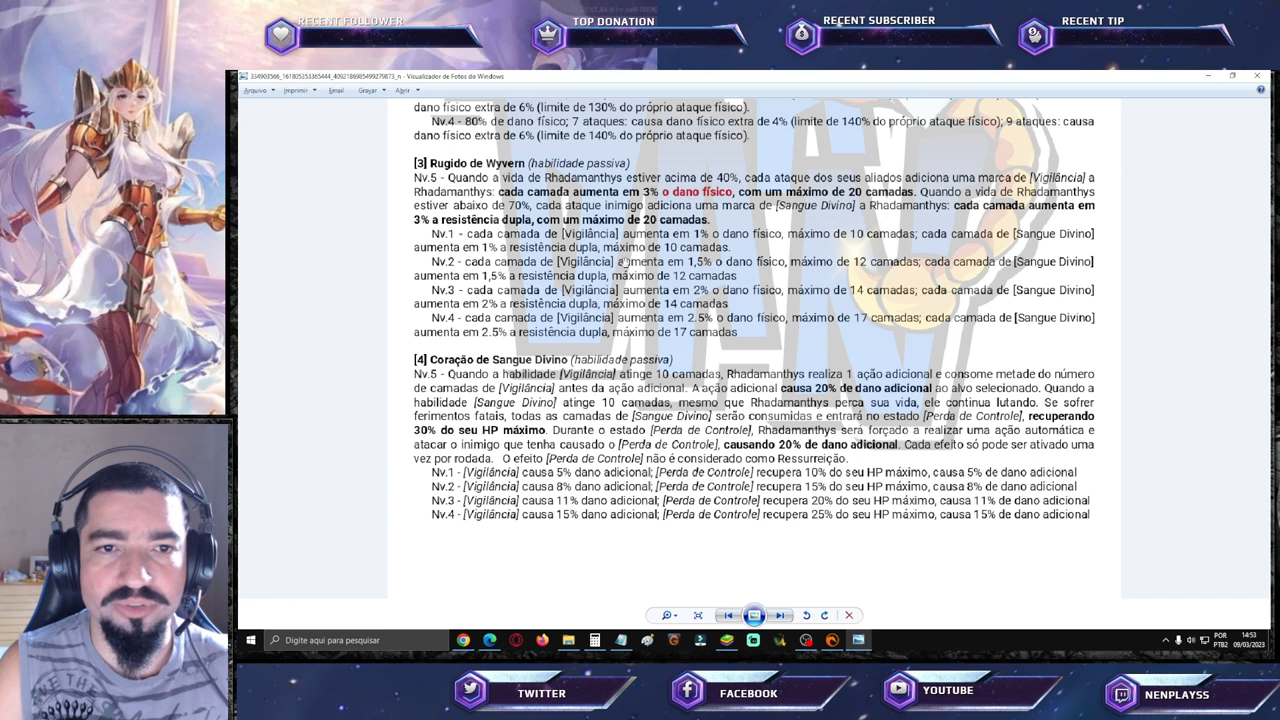 RECENT FOLLOWER
TOP DONATION
RECENT SUBSCRIBER
RECENT TIP
334903566_161805353365444_4092186985499279873_n - Visualizador de Fotos do Windows
Arquivo Imprimir Email Gravar Abrir
dano físico extra de 6% (limite de 130% do próprio ataque físico).
Nv.4 - 80% de dano físico; 7 ataques: causa dano físico extra de 4% (limite de 140% do próprio ataque físico); 9 ataques: causa
dano físico extra de 6% (limite de 140% do próprio ataque físico).
[3] Rugido de Wyvern (habilidade passiva)
Nv.5 - Quando a vida de Rhadamanthys estiver acima de 40%, cada ataque dos seus aliados adiciona uma marca de [Vigilância] a
Rhadamanthys: cada camada aumenta em 3% o dano físico, com um máximo de 20 camadas. Quando a vida de Rhadamanthys
estiver abaixo de 70%, cada ataque inimigo adiciona uma marca de [Sangue Divino] a Rhadamanthys: cada camada aumenta em
3% a resistência dupla, com um máximo de 20 camadas.
Nv.1 - cada camada de [Vigilância] aumenta em 1% o dano físico, máximo de 10 camadas; cada camada de [Sangue Divino]
aumenta em 1% a resistência dupla, máximo de 10 camadas.
Nv.2 - cada camada de [Vigilância] aumenta em 1,5% o dano físico, máximo de 12 camadas; cada camada de [Sangue Divino]
aumenta em 1,5% a resistência dupla, máximo de 12 camadas
Nv.3 - cada camada de [Vigilância] aumenta em 2% o dano físico, máximo de 14 camadas; cada camada de [Sangue Divino]
aumenta em 2% a resistência dupla, máximo de 14 camadas
Nv.4 - cada camada de [Vigilância] aumenta em 2.5% o dano físico, máximo de 17 camadas; cada camada de [Sangue Divino]
aumenta em 2.5% a resistência dupla, máximo de 17 camadas
[4] Coração de Sangue Divino (habilidade passiva)
Nv.5 - Quando a habilidade [Vigilância] atinge 10 camadas, Rhadamanthys realiza 1 ação adicional e consome metade do número
de camadas de [Vigilância] antes da ação adicional. A ação adicional causa 20% de dano adicional ao alvo selecionado. Quando a
habilidade [Sangue Divino] atinge 10 camadas, mesmo que Rhadamanthys perca sua vida, ele continua lutando. Se sofrer
ferimentos fatais, todas as camadas de [Sangue Divino] serão consumidas e entrará no estado [Perda de Controle], recuperando
30% do seu HP máximo. Durante o estado [Perda de Controle], Rhadamanthys será forçado a realizar uma ação automática e
atacar o inimigo que tenha causado o [Perda de Controle], causando 20% de dano adicional. Cada efeito só pode ser ativado uma
vez por rodada. O efeito [Perda de Controle] não é considerado como Ressurreição.
Nv.1 - [Vigilância] causa 5% dano adicional; [Perda de Controle] recupera 10% do seu HP máximo, causa 5% de dano adicional
Nv.2 - [Vigilância] causa 8% dano adicional; [Perda de Controle] recupera 15% do seu HP máximo, causa 8% de dano adicional
Nv.3 - [Vigilância] causa 11% dano adicional; [Perda de Controle] recupera 20% do seu HP máximo, causa 11% de dano adicional
Nv.4 - [Vigilância] causa 15% dano adicional; [Perda de Controle] recupera 25% do seu HP máximo, causa 15% de dano adicional
Digite aqui para pesquisar
POR
PTB2
14:53
09/03/2023
TWITTER
FACEBOOK
YOUTUBE
NENPLAYSS